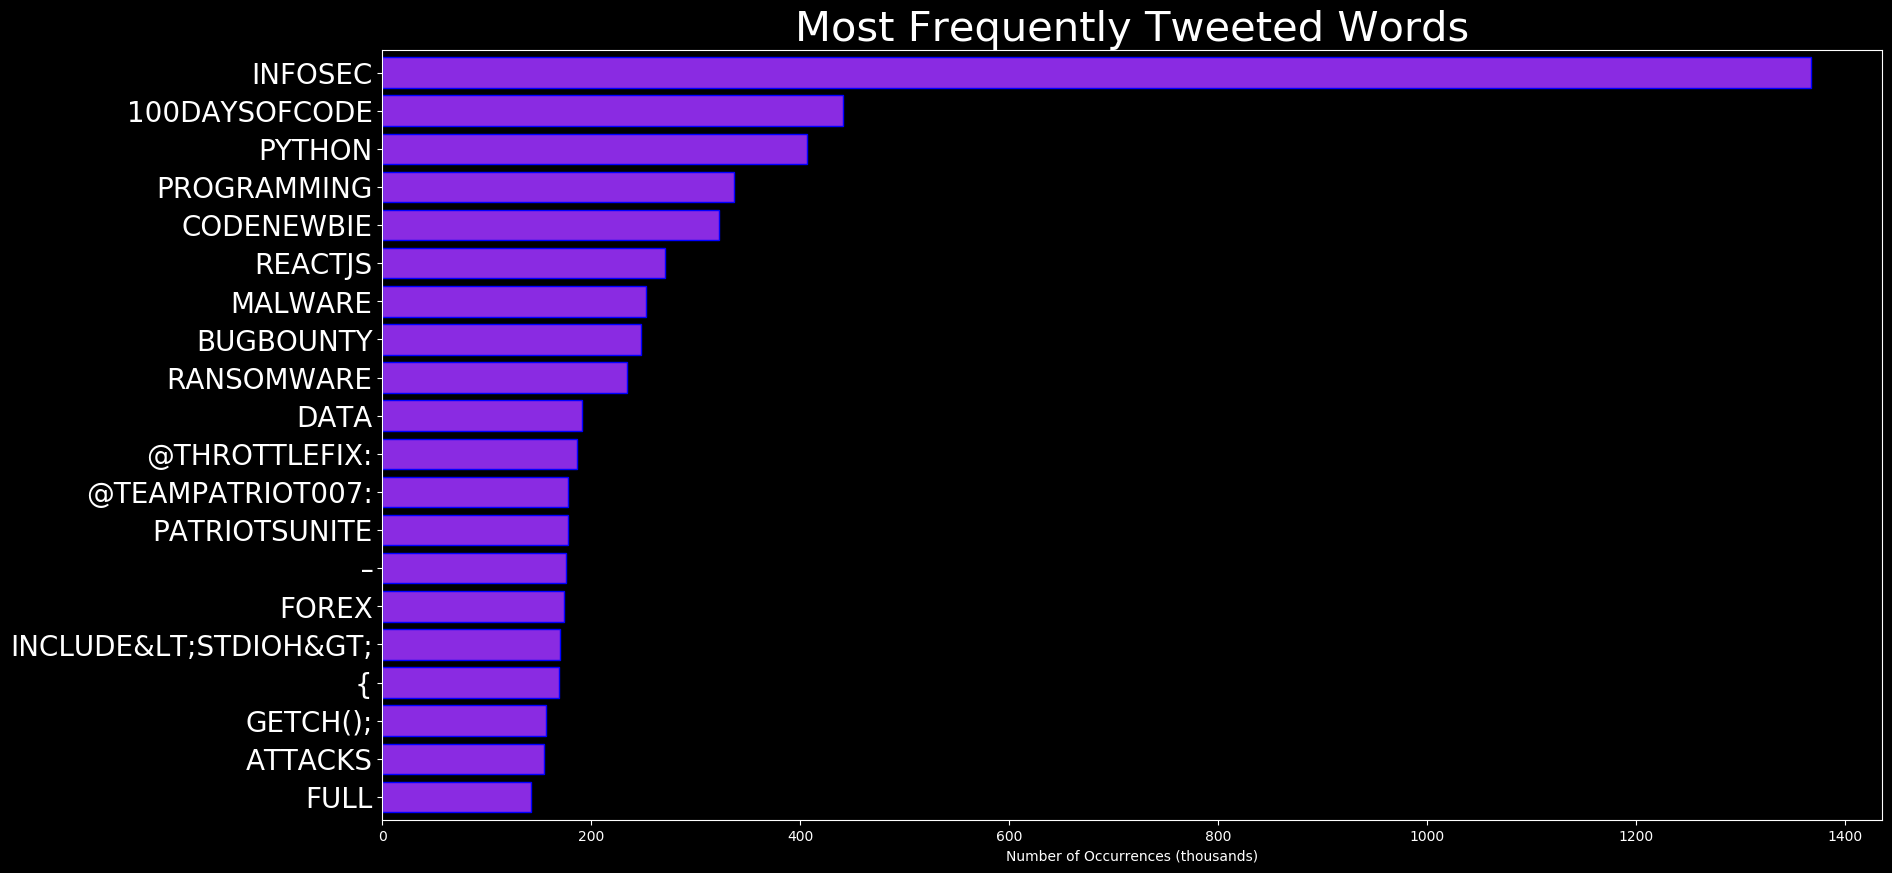 Most Frequently Tweeted Words
INFOSEC
100DAYSOFCODE
PYTHON
PROGRAMMING
CODENEWBIE
REACTJS
MALWARE
BUGBOUNTY
RANSOMWARE
DATA
@THROTTLEFIX:
@TEAMPATRIOT007:
PATRIOTSUNITE
–
FOREX
INCLUDE&LT;STDIOH&GT;
{
GETCH();
ATTACKS
FULL
0 200 400 600 800 1000 1200 1400
Number of Occurrences (thousands)